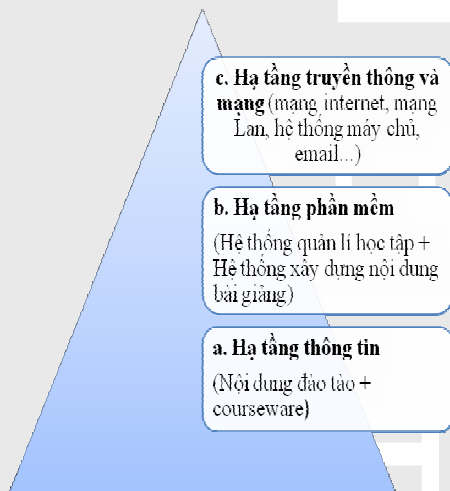 c. Hạ tầng truyền thông và
mạng (mạng internet, mạng
Lan, hệ thống máy chủ,
email...)
b. Hạ tầng phần mềm
(Hệ thống quản lí học tập +
Hệ thống xây dựng nội dung
bài giảng)
a. Hạ tầng thông tin
(Nội dung đào tào +
courseware)